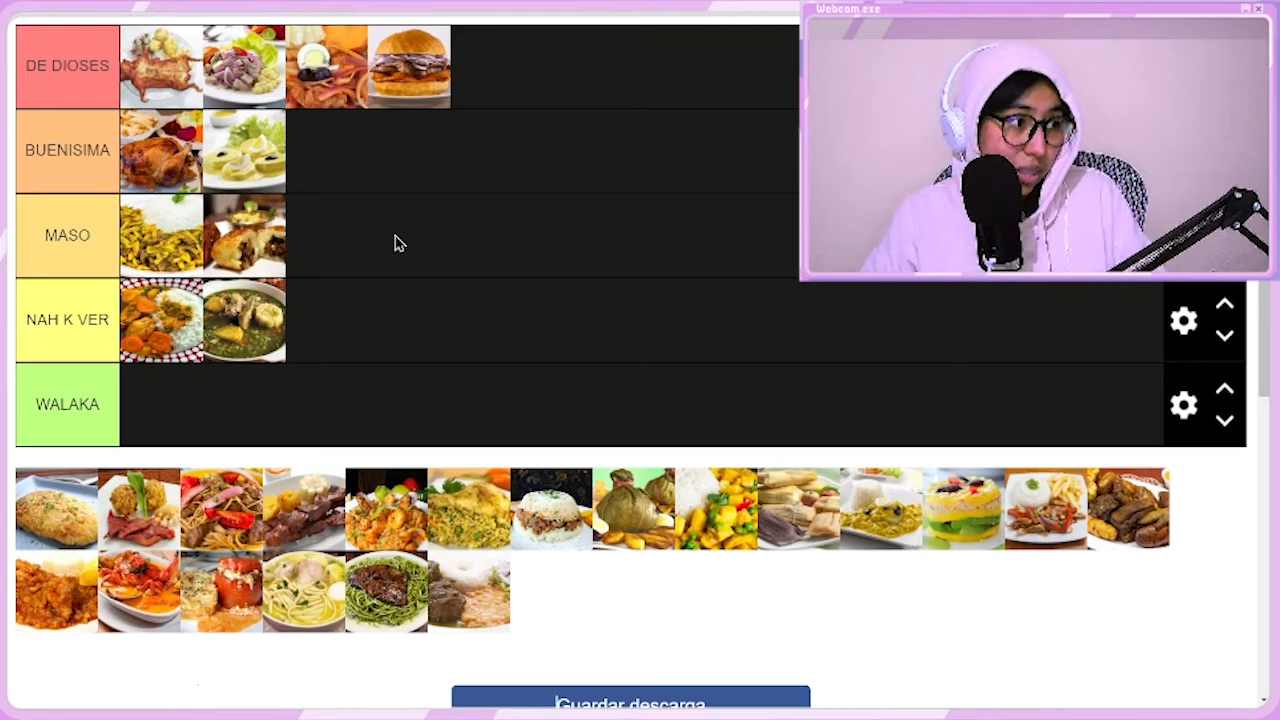 Webcam.exe
DE DIOSES
BUENISIMA
MASO
NAH K VER
WALAKA
Guardar descarga